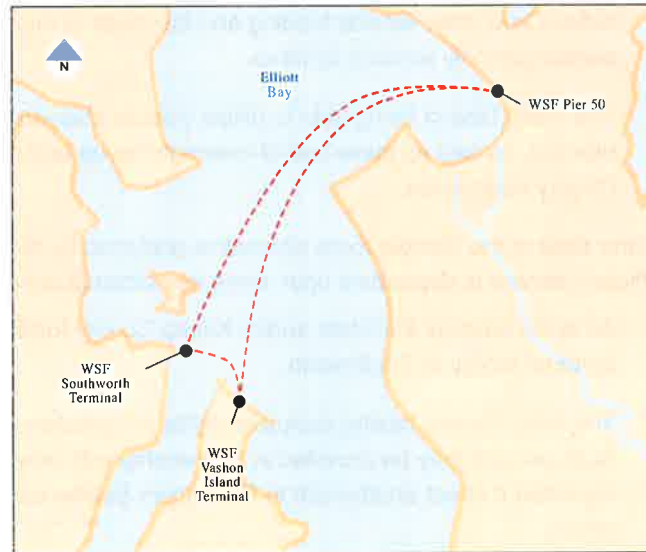 N
Elliott
Bay
WSF Pier 50
WSF
Southworth
Terminal
WSF
Vashon
Island
Terminal